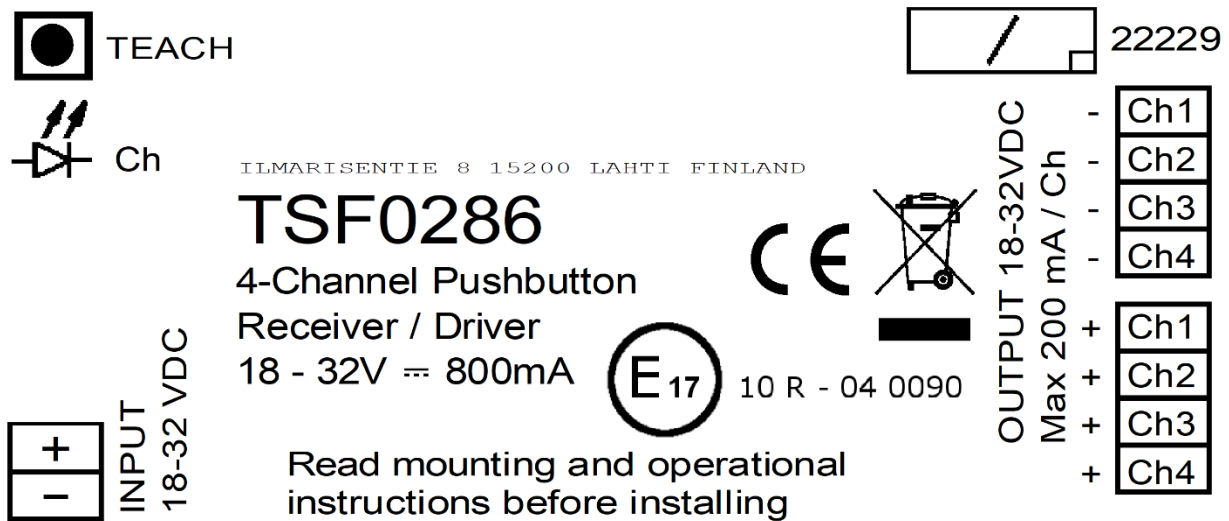 TEACH
Ch
22229
ILMARISENTIE 8 15200 LAHTI FINLAND
TSF0286
4-Channel Pushbutton
Receiver / Driver
18 - 32V ⎓ 800mA
CE
E 17
10 R - 04 0090
Read mounting and operational
instructions before installing
+
-
INPUT
18-32 VDC
OUTPUT 18-32VDC
Max 200 mA / Ch
- Ch1
- Ch2
- Ch3
- Ch4
+ Ch1
+ Ch2
+ Ch3
+ Ch4